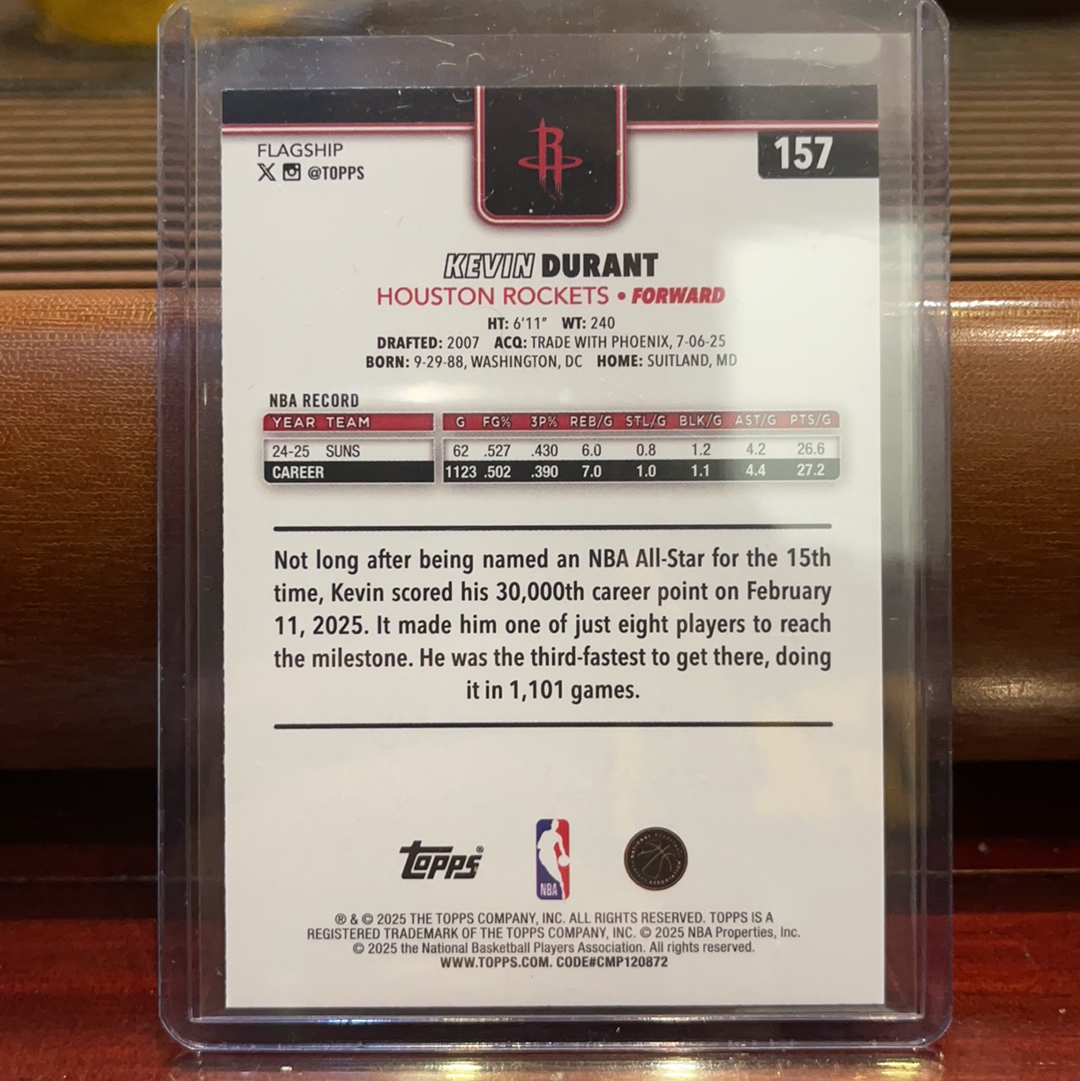 FLAGSHIP
X @TOPPS
157
KEVIN DURANT
HOUSTON ROCKETS • FORWARD
HT: 6'11" WT: 240
DRAFTED: 2007 ACQ: TRADE WITH PHOENIX, 7-06-25
BORN: 9-29-88, WASHINGTON, DC HOME: SUITLAND, MD
NBA RECORD
YEAR TEAM G FG% 3P% REB/G STL/G BLK/G AST/G PTS/G
24-25 SUNS 62 .527 .430 6.0 0.8 1.2 4.2 26.6
CAREER 1123 .502 .390 7.0 1.0 1.1 4.4 27.2
Not long after being named an NBA All-Star for the 15th
time, Kevin scored his 30,000th career point on February
11, 2025. It made him one of just eight players to reach
the milestone. He was the third-fastest to get there, doing
it in 1,101 games.
Topps®
NBA
® & © 2025 THE TOPPS COMPANY, INC. ALL RIGHTS RESERVED. TOPPS IS A
REGISTERED TRADEMARK OF THE TOPPS COMPANY, INC. © 2025 NBA Properties, Inc.
© 2025 the National Basketball Players Association. All rights reserved.
WWW.TOPPS.COM. CODE#CMP120872